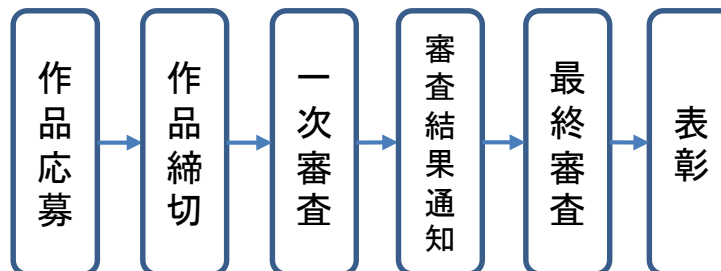 作品応募
作品締切
一次審査
審査結果通知
最終審査
表彰